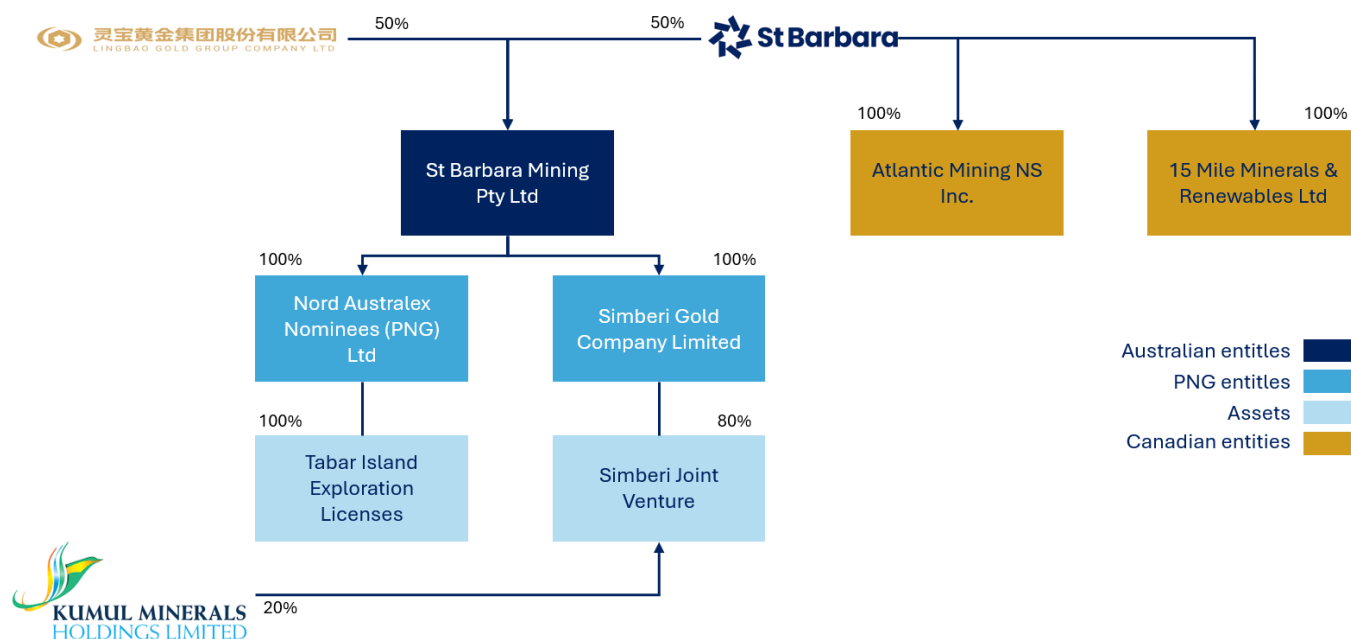 灵宝黄金集团股份有限公司
LINGBAO GOLD GROUP COMPANY LTD
50%
50%
St Barbara
St Barbara Mining
Pty Ltd
100%
Atlantic Mining NS
Inc.
100%
15 Mile Minerals &
Renewables Ltd
100%
Nord Australex
Nominees (PNG)
Ltd
100%
Simberi Gold
Company Limited
100%
Tabar Island
Exploration
Licenses
80%
Simberi Joint
Venture
Australian entitles
PNG entitles
Assets
Canadian entities
KUMUL MINERALS
HOLDINGS LIMITED
20%